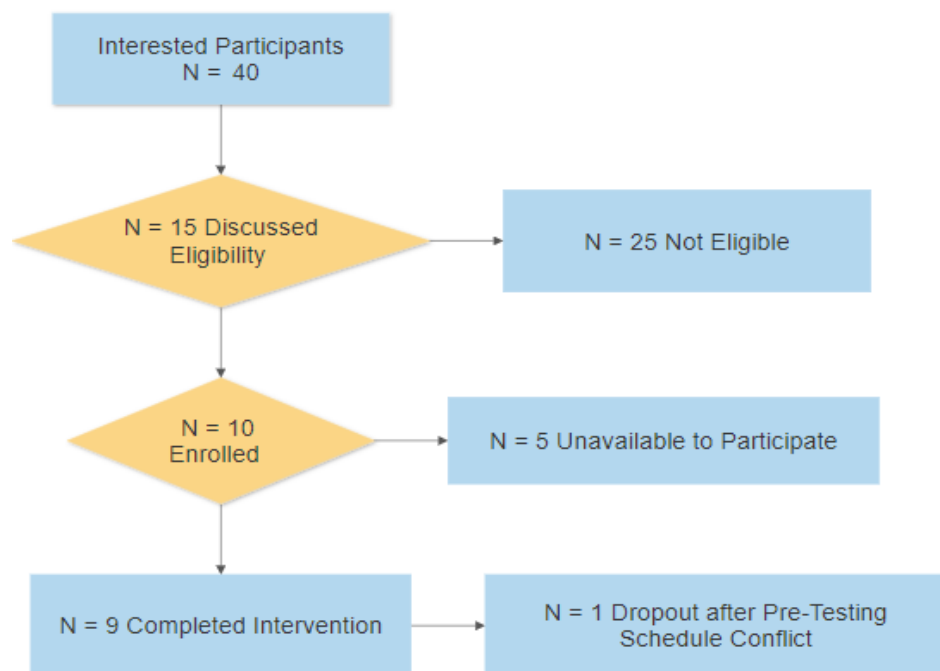 Interested Participants
N = 40
N = 15 Discussed
Eligibility
N = 25 Not Eligible
N = 10
Enrolled
N = 5 Unavailable to Participate
N = 9 Completed Intervention
N = 1 Dropout after Pre-Testing
Schedule Conflict